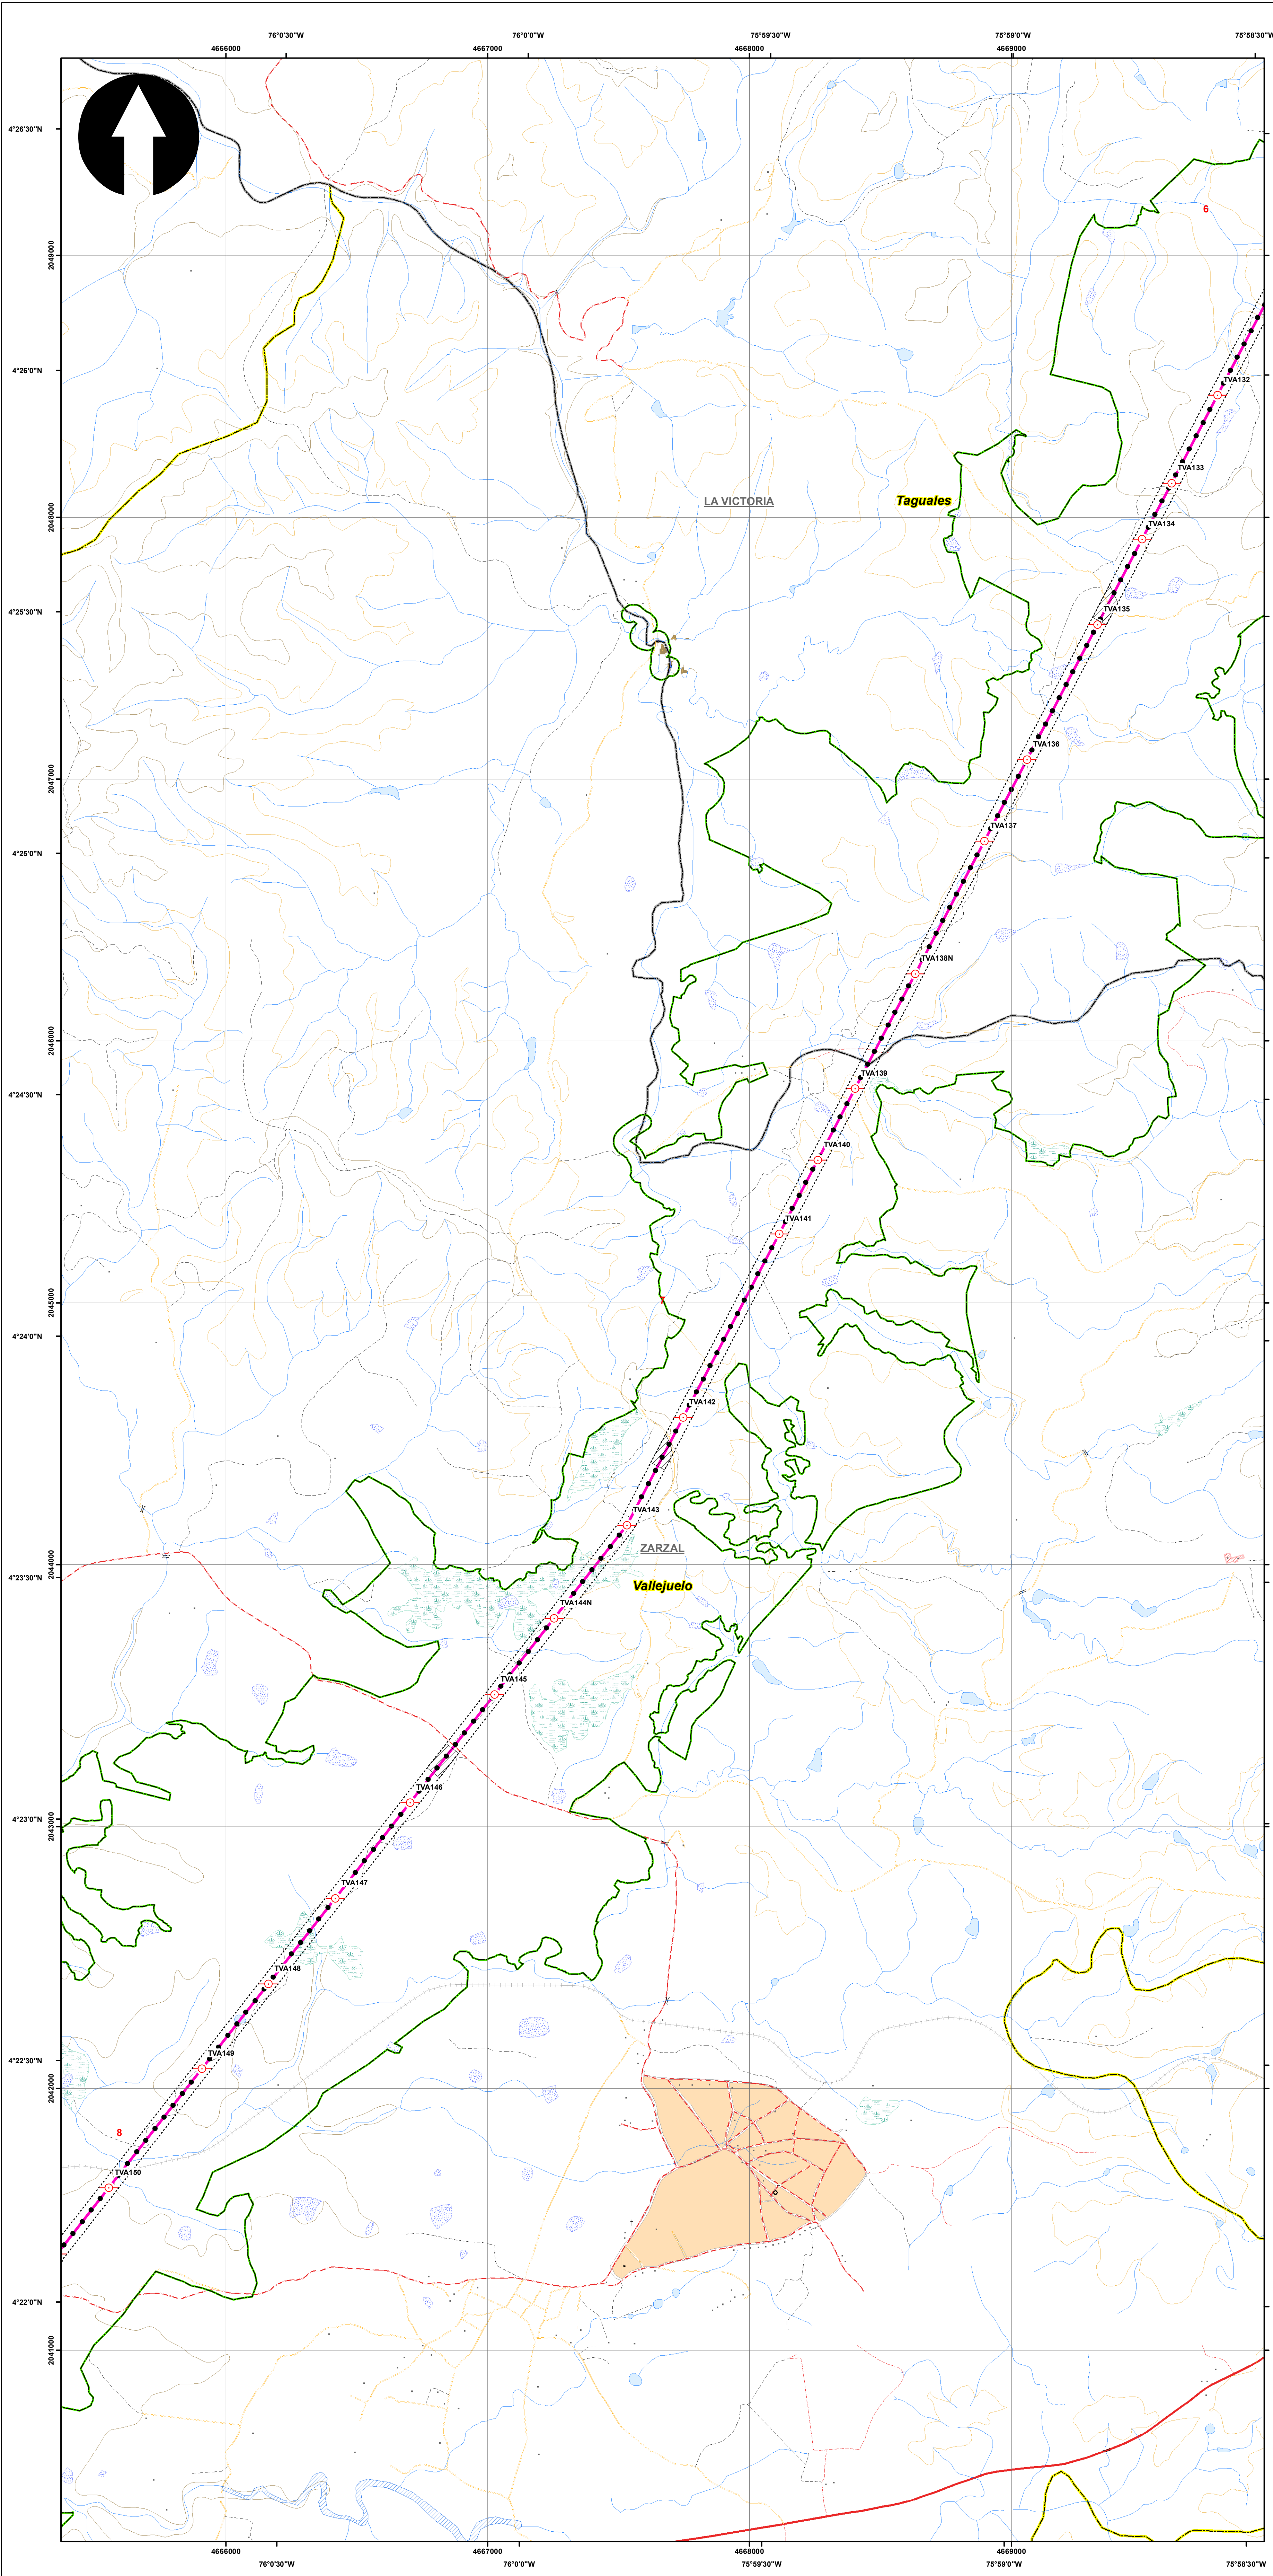 76°0'30"W 76°0'0"W 75°59'30"W 75°59'0"W 75°58'30"W
4666000 4667000 4668000 4669000
4°26'30"N
6
2049000
4°26'0"N
TVA132
TVA133
LA VICTORIA
Taguales
2048000
TVA134
4°25'30"N
TVA135
TVA136
2047000
TVA137
4°25'0"N
TVA138N
2046000
TVA139
4°24'30"N
TVA140
TVA141
7
2045000
4°24'0"N
TVA142
TVA143
ZARZAL
2044000
4°23'30"N
Vallejuelo
TVA144N
TVA145
TVA146
4°23'0"N
2043000
TVA147
TVA148
TVA149
4°22'30"N
2042000
8
TVA150
4°22'0"N
2041000
4666000 4667000 4668000 4669000
76°0'30"W 76°0'0"W 75°59'30"W 75°59'0"W 75°58'30"W